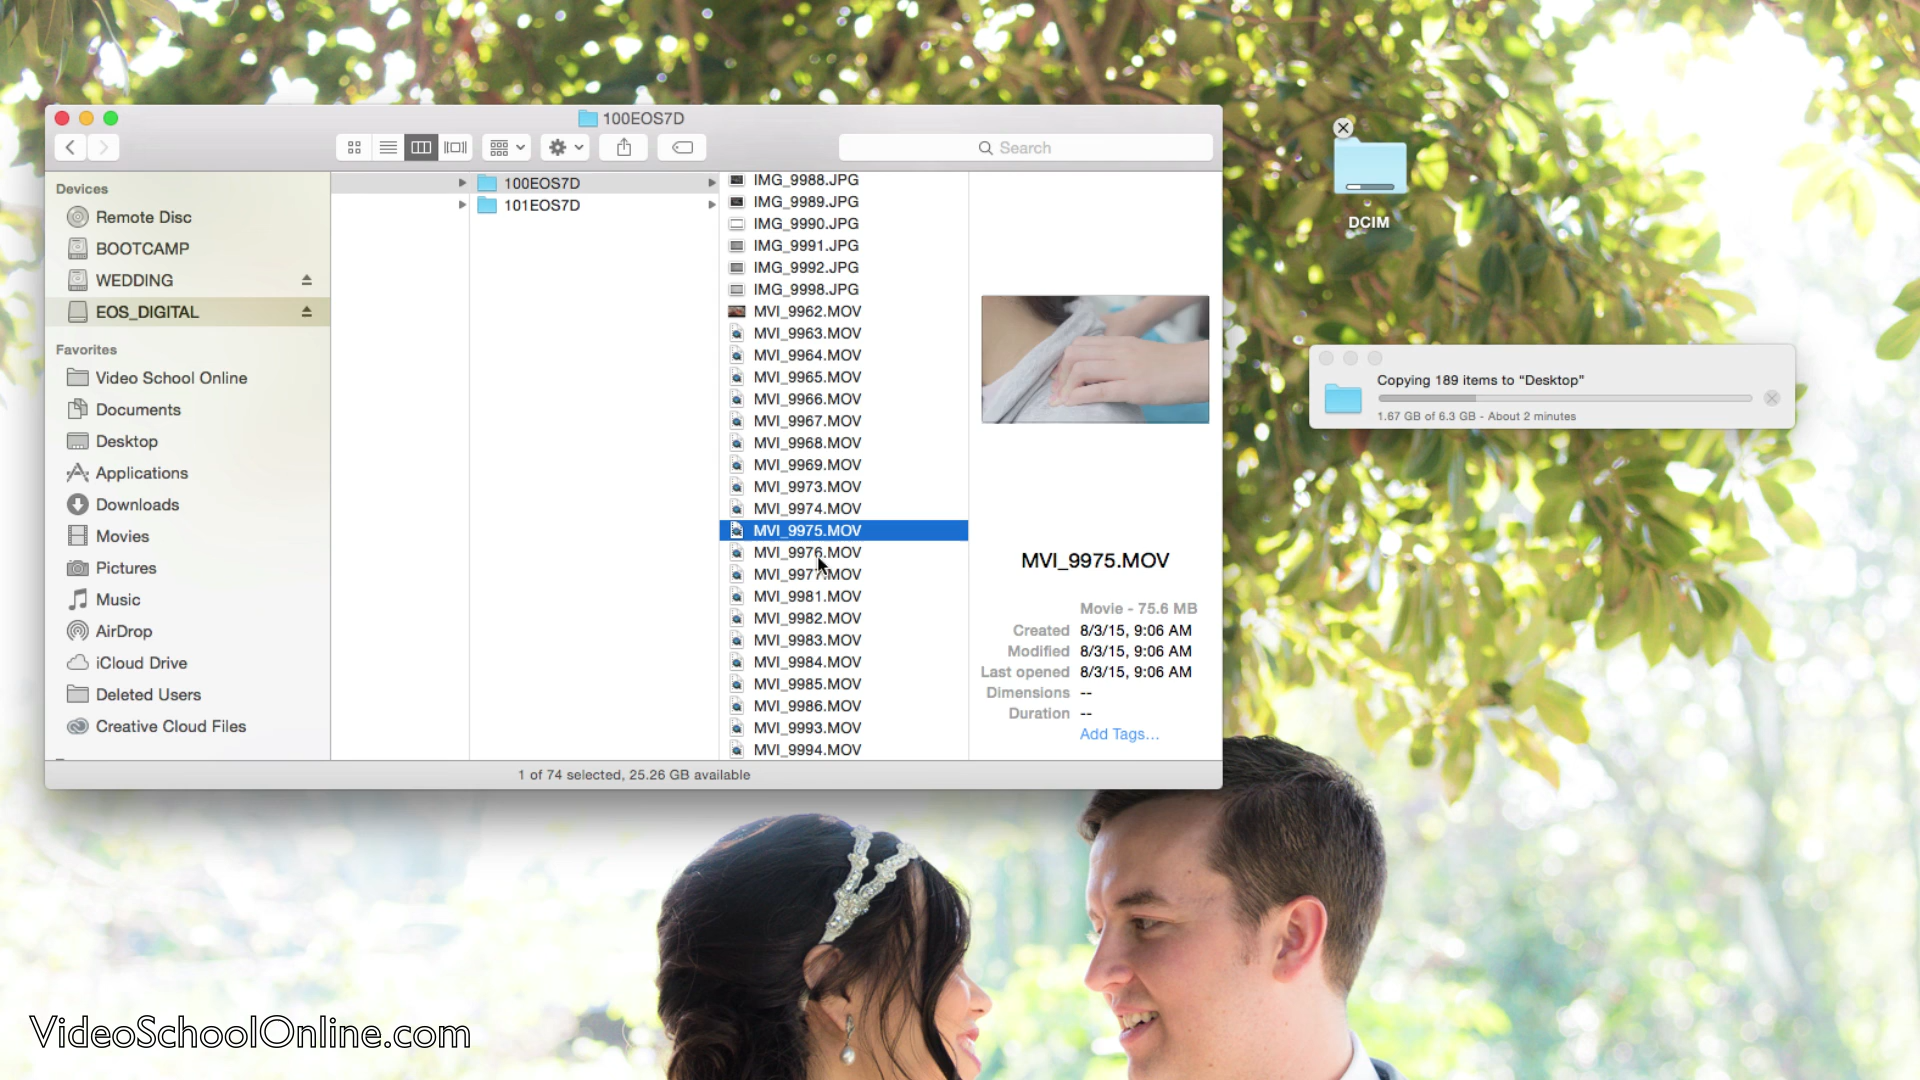 100EOS7D
Search
Devices
Remote Disc
BOOTCAMP
WEDDING
EOS_DIGITAL
Favorites
Video School Online
Documents
Desktop
Applications
Downloads
Movies
Pictures
Music
AirDrop
iCloud Drive
Deleted Users
Creative Cloud Files
100EOS7D
101EOS7D
IMG_9988.JPG
IMG_9989.JPG
IMG_9990.JPG
IMG_9991.JPG
IMG_9992.JPG
IMG_9998.JPG
MVI_9962.MOV
MVI_9963.MOV
MVI_9964.MOV
MVI_9965.MOV
MVI_9966.MOV
MVI_9967.MOV
MVI_9968.MOV
MVI_9969.MOV
MVI_9973.MOV
MVI_9974.MOV
MVI_9975.MOV
MVI_9976.MOV
MVI_9977.MOV
MVI_9981.MOV
MVI_9982.MOV
MVI_9983.MOV
MVI_9984.MOV
MVI_9985.MOV
MVI_9986.MOV
MVI_9993.MOV
MVI_9994.MOV
MVI_9975.MOV
Movie - 75.6 MB
Created 8/3/15, 9:06 AM
Modified 8/3/15, 9:06 AM
Last opened 8/3/15, 9:06 AM
Dimensions --
Duration --
Add Tags...
1 of 74 selected, 25.26 GB available
DCIM
Copying 189 items to “Desktop”
1.67 GB of 6.3 GB - About 2 minutes
VideoSchoolOnline.com